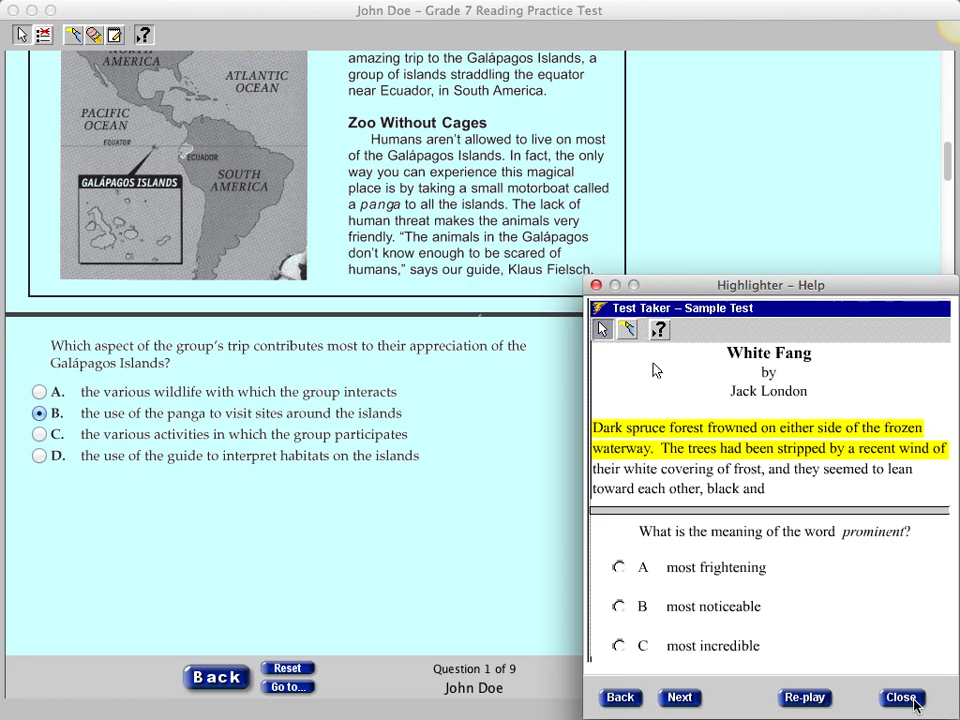 John Doe – Grade 7 Reading Practice Test
NORTH
AMERICA
ATLANTIC
OCEAN
PACIFIC
OCEAN
EQUATOR
ECUADOR
SOUTH
AMERICA
GALÁPAGOS ISLANDS
amazing trip to the Galápagos Islands, a
group of islands straddling the equator
near Ecuador, in South America.
Zoo Without Cages
Humans aren't allowed to live on most
of the Galápagos Islands. In fact, the only
way you can experience this magical
place is by taking a small motorboat called
a panga to all the islands. The lack of
human threat makes the animals very
friendly. “The animals in the Galápagos
don't know enough to be scared of
humans,” says our guide, Klaus Fielsch.
Which aspect of the group's trip contributes most to their appreciation of the
Galápagos Islands?
A. the various wildlife with which the group interacts
B. the use of the panga to visit sites around the islands
C. the various activities in which the group participates
D. the use of the guide to interpret habitats on the islands
Back
Reset
Go to...
Question 1 of 9
John Doe
Highlighter – Help
Test Taker – Sample Test
White Fang
by
Jack London
Dark spruce forest frowned on either side of the frozen
waterway. The trees had been stripped by a recent wind of
their white covering of frost, and they seemed to lean
toward each other, black and
What is the meaning of the word prominent?
A most frightening
B most noticeable
C most incredible
Back
Next
Re-play
Close